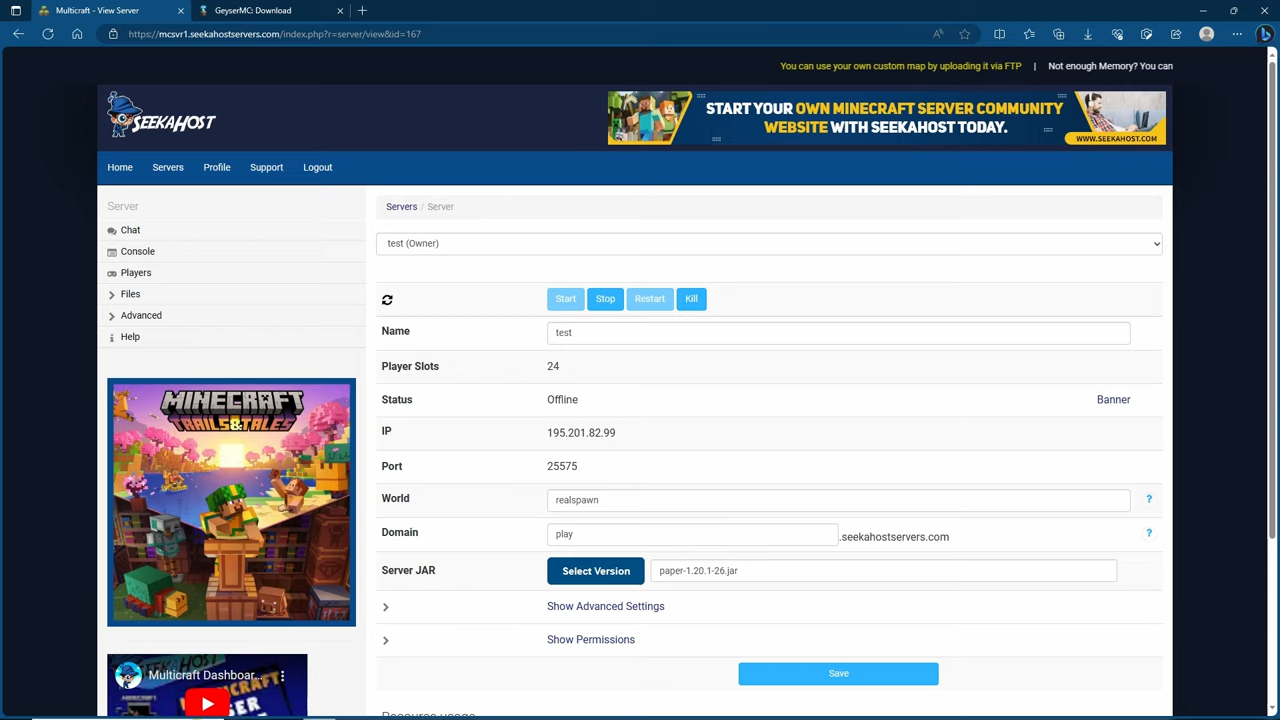 Multicraft - View Server
GeyserMC: Download
https://mcsvr1.seekahostservers.com/index.php?r=server/view&id=167
You can use your own custom map by uploading it via FTP | Not enough Memory? You can
SEEKAHOST
START YOUR OWN MINECRAFT SERVER COMMUNITY
WEBSITE WITH SEEKAHOST TODAY.
WWW.SEEKAHOST.COM
Home Servers Profile Support Logout
Server
Chat
Console
Players
Files
Advanced
Help
MINECRAFT
TRAILS&TALES
SEEKAHOST
Multicraft Dashboar...
MINECRAFT
Servers / Server
test (Owner)
Start Stop Restart Kill
Name test
Player Slots 24
Status Offline Banner
IP 195.201.82.99
Port 25575
World realspawn ?
Domain play .seekahostservers.com ?
Server JAR Select Version paper-1.20.1-26.jar
Show Advanced Settings
Show Permissions
Save
Resource usage